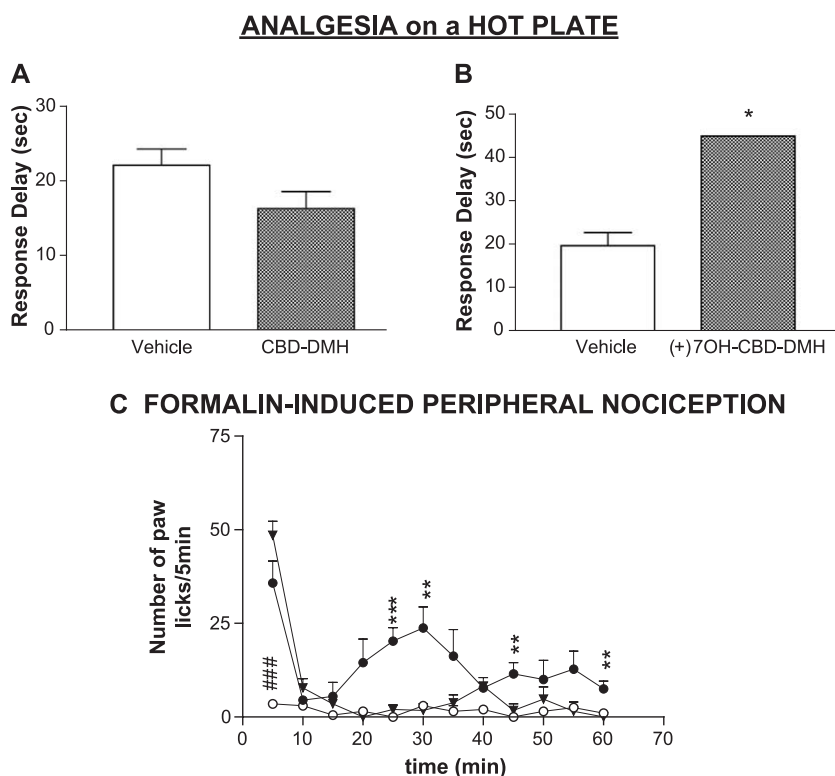 ANALGESIA on a HOT PLATE
A
Response Delay (sec)
30
20
10
0
Vehicle
CBD-DMH
B
Response Delay (sec)
50
40
30
20
10
0
*
Vehicle
(+)7OH-CBD-DMH
C FORMALIN-INDUCED PERIPHERAL NOCICEPTION
Number of paw
licks/5min
75
50
25
0
###
***
**
**
**
0 10 20 30 40 50 60 70
time (min)